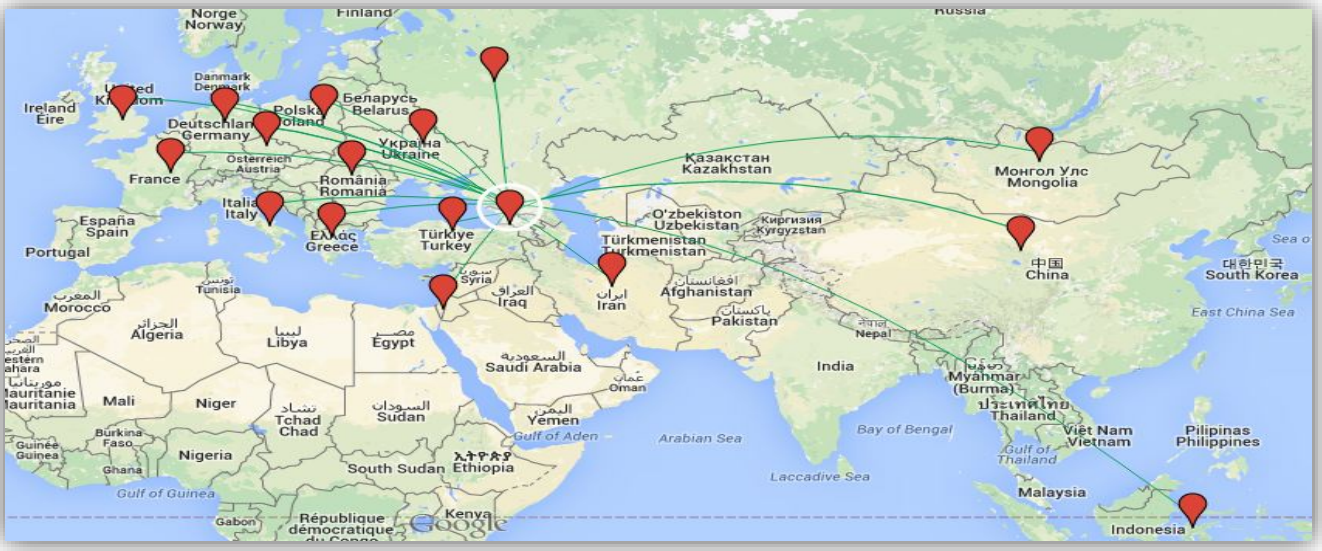 Norge
Norway
Finland
Russia
Danmark
Denmark
United
Kingdom
Ireland
Éire
Polska
Poland
Беларусь
Belarus
Deutschland
Germany
Україна
Ukraine
Österreich
Austria
France
România
Romania
Italia
Italy
España
Spain
Portugal
Ελλάς
Greece
Türkiye
Turkey
Қазақстан
Kazakhstan
Монгол Улс
Mongolia
O'zbekiston
Uzbekistan
Киргизия
Kyrgyzstan
Türkmenistan
Turkmenistan
中国
China
대한민국
South Korea
Sea o
East China Sea
تونس
Tunisia
المغرب
Morocco
الجزائر
Algeria
ليبيا
Libya
مصر
Egypt
سوريا
Syria
العراق
Iraq
ایران
Iran
افغانستان
Afghanistan
پاکستان
Pakistan
नेपाल
Nepal
India
السعودية
Saudi Arabia
عُمان
Oman
اليمن
Yemen
Gulf of Aden
Arabian Sea
Bay of Bengal
Laccadive Sea
Myanmar
(Burma)
ประเทศไทย
Thailand
Việt Nam
Vietnam
Gulf of
Thailand
Pilipinas
Philippines
Malaysia
Indonesia
estern
ahara
موريتانيا
Mauritanie
Mauritania
Mali
Niger
تشاد
Tchad
Chad
السودان
Sudan
Burkina
Faso
Guinée
Guinea
Ghana
Nigeria
South Sudan
ኢትዮጵያ
Ethiopia
Gulf of Guinea
Gabon
République
démocratique
du Congo
Kenya
Google